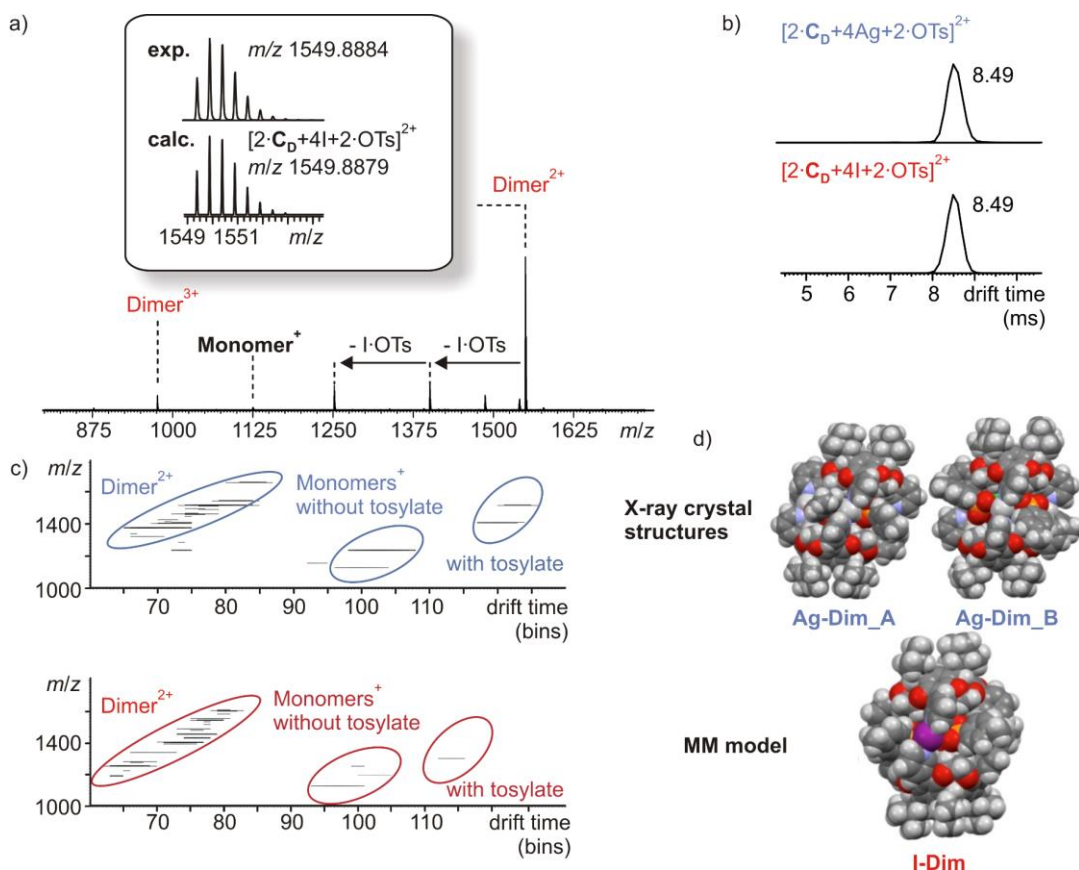 a)
exp.
m/z 1549.8884
calc.
[2·C_D+4I+2·OTs]²⁺
m/z 1549.8879
1549 1551 m/z
Dimer²⁺
Dimer³⁺
Monomer⁺
- I·OTs
- I·OTs
875 1000 1125 1250 1375 1500 1625 m/z
b)
[2·C_D+4Ag+2·OTs]²⁺
8.49
[2·C_D+4I+2·OTs]²⁺
8.49
5 6 7 8 drift time
(ms)
c)
m/z
Dimer²⁺
Monomers⁺
without tosylate
1400
with tosylate
1000
70 80 90 100 110 drift time
(bins)
m/z
Dimer²⁺
Monomers⁺
without tosylate
1400
with tosylate
1000
70 80 90 100 110 drift time
(bins)
d)
X-ray crystal
structures
Ag-Dim_A
Ag-Dim_B
MM model
I-Dim